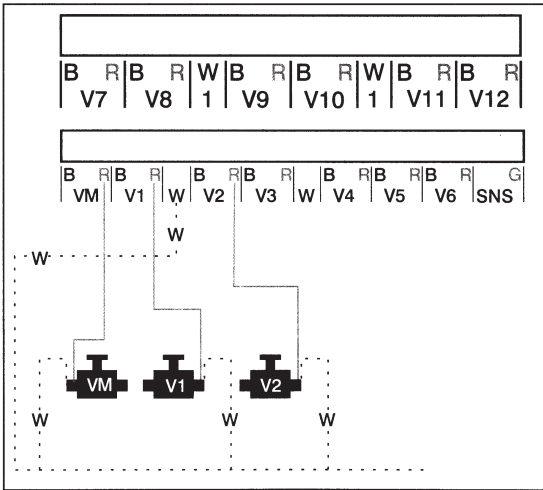 B R B R W B R B R W B R B R
V7 V8 1 V9 V10 1 V11 V12
B R B R B R B R B R B R B R G
VM V1 W V2 V3 W V4 V5 V6 SNS
W
W
VM V1 V2
W W W